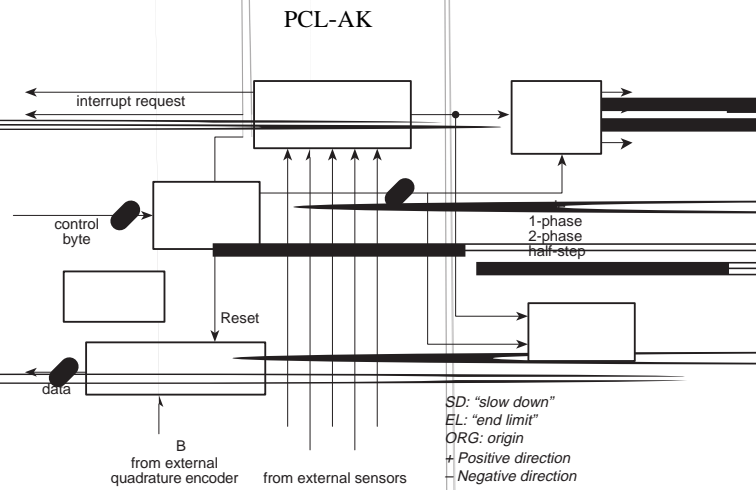 PCL-AK
interrupt request
control
byte
1-phase
2-phase
half-step
Reset
data
SD: “slow down”
EL: “end limit”
ORG: origin
+ Positive direction
– Negative direction
B
from external
quadrature encoder
from external sensors